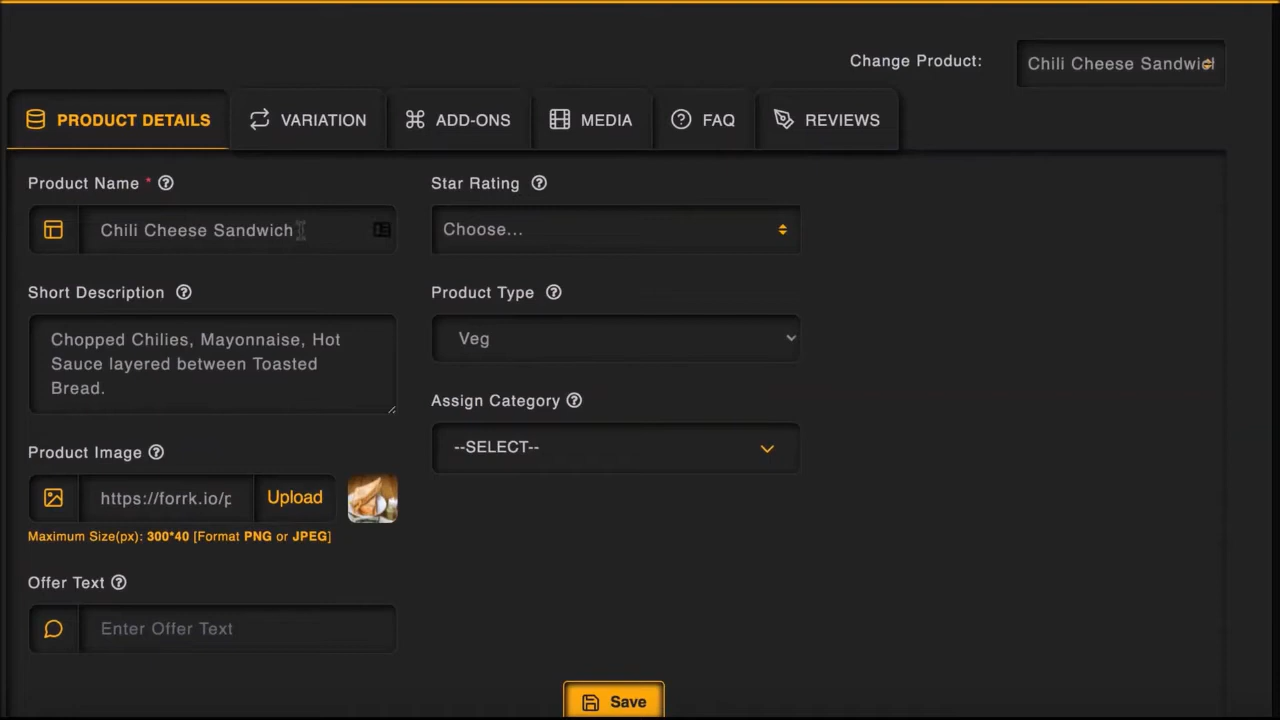 Change Product:
Chili Cheese Sandwicl
PRODUCT DETAILS
VARIATION
ADD-ONS
MEDIA
FAQ
REVIEWS
Product Name *
Chili Cheese Sandwich
Star Rating
Choose...
Short Description
Chopped Chilies, Mayonnaise, Hot
Sauce layered between Toasted
Bread.
Product Type
Veg
Assign Category
--SELECT--
Product Image
https://forrk.io/p
Upload
Maximum Size(px): 300*40 [Format PNG or JPEG]
Offer Text
Enter Offer Text
Save